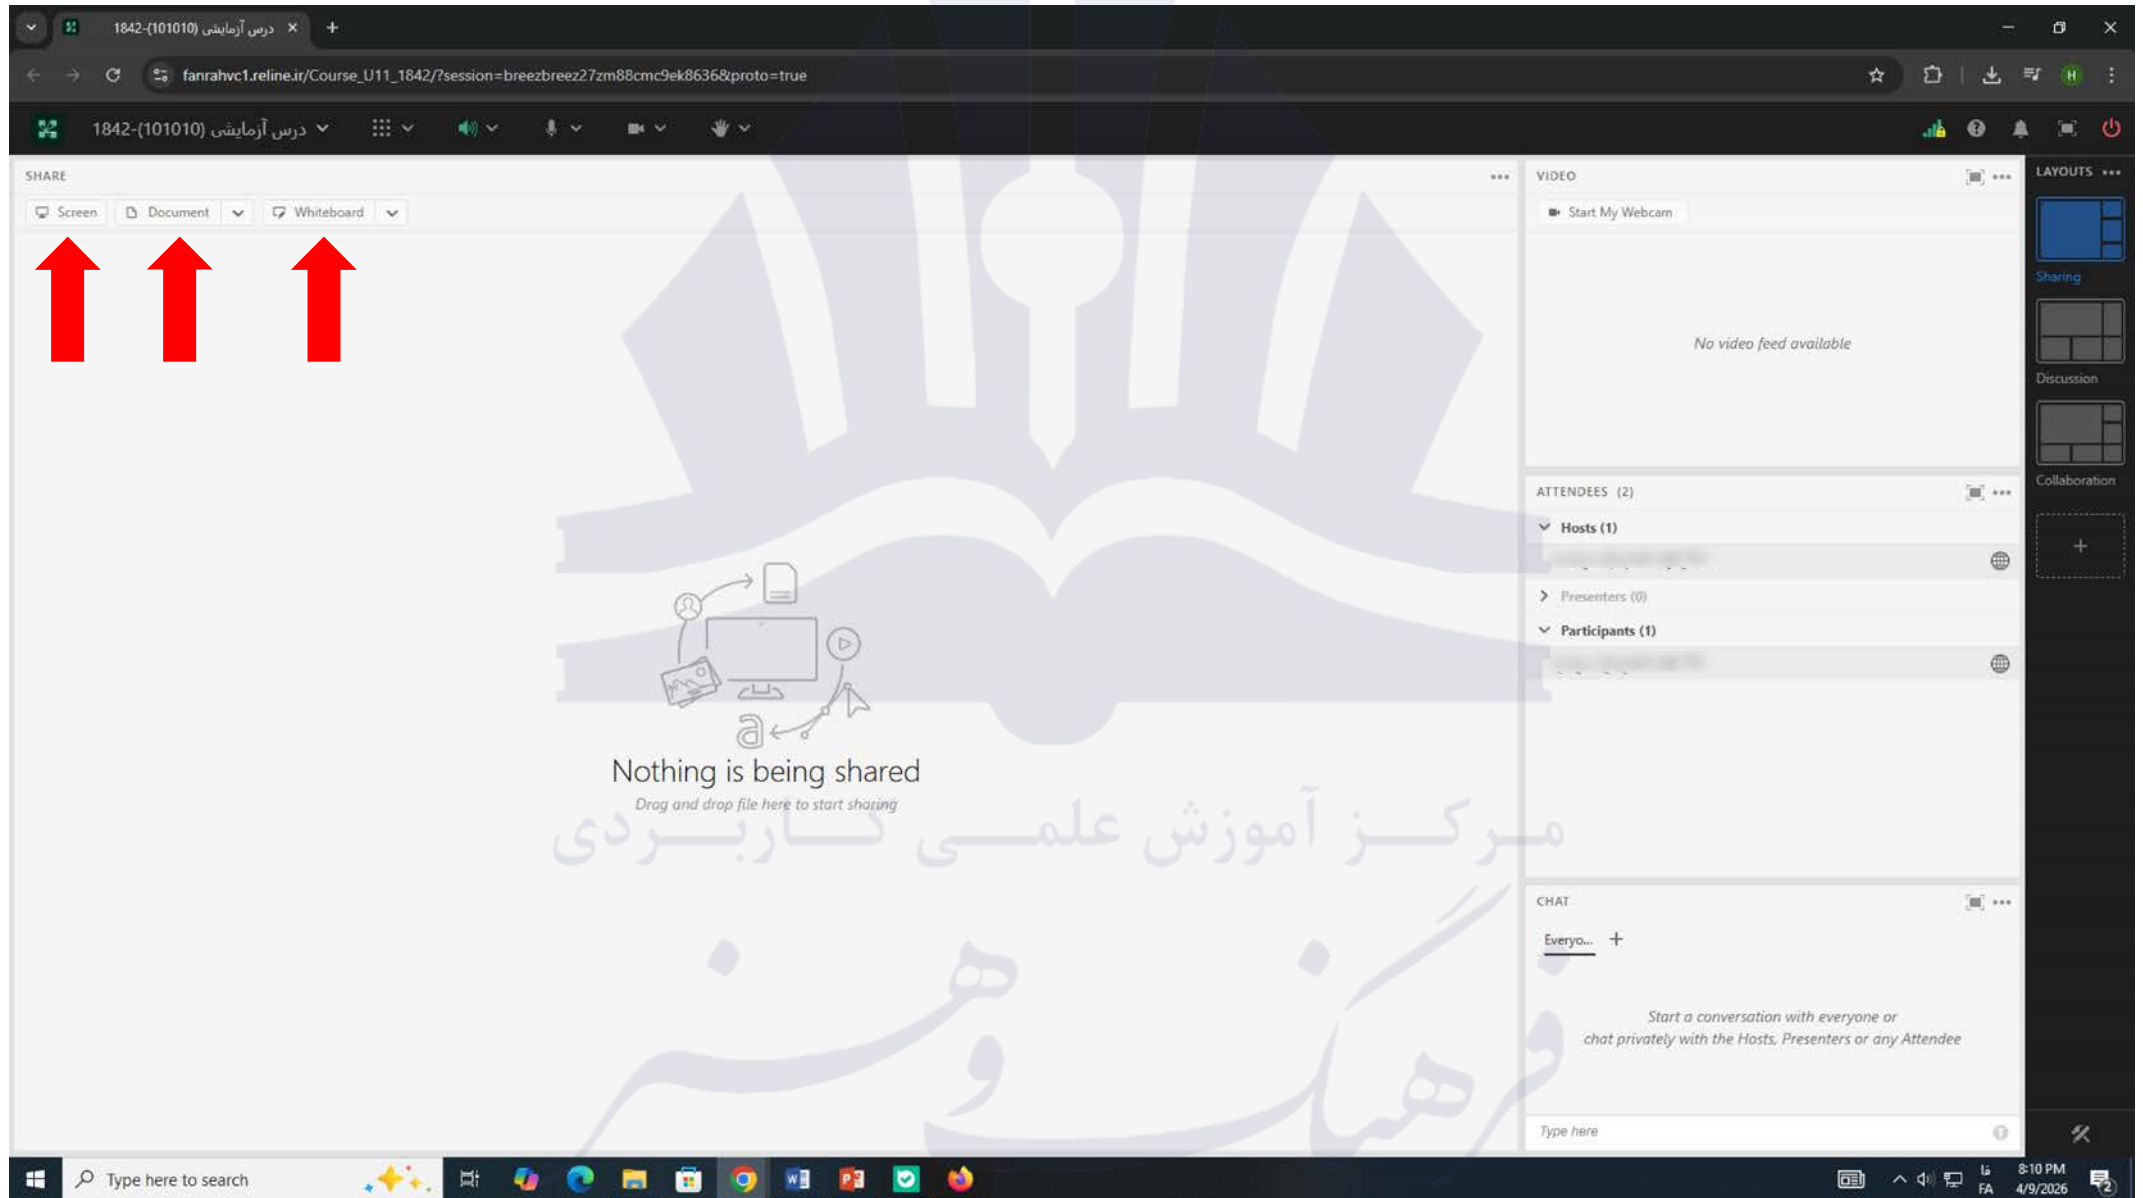 درس آزمایشی (101010)-1842
fanrahvc1.reline.ir/Course_U11_1842/?session=breezbreez27zm88cmc9ek8636&proto=true
H
درس آزمایشی (101010)-1842
SHARE
Screen
Document
Whiteboard
Nothing is being shared
Drag and drop file here to start sharing
VIDEO
Start My Webcam
No video feed available
ATTENDEES (2)
Hosts (1)
Presenters (0)
Participants (1)
CHAT
Everyo...
Start a conversation with everyone or
chat privately with the Hosts, Presenters or any Attendee
Type here
LAYOUTS
Sharing
Discussion
Collaboration
مرکز آموزش علمی کاربردی
فرهنگ و هنر
Type here to search
فا
FA
8:10 PM
4/9/2026
2